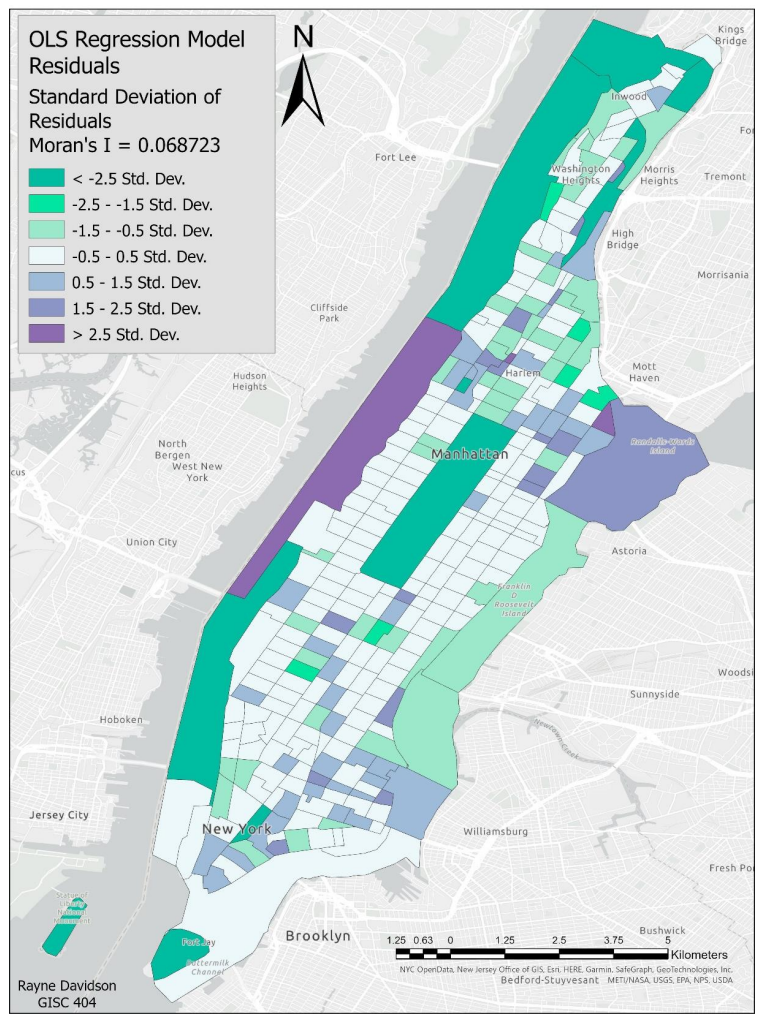 OLS Regression Model
Residuals
Standard Deviation of
Residuals
Moran's I = 0.068723
< -2.5 Std. Dev.
-2.5 - -1.5 Std. Dev.
-1.5 - -0.5 Std. Dev.
-0.5 - 0.5 Std. Dev.
0.5 - 1.5 Std. Dev.
1.5 - 2.5 Std. Dev.
> 2.5 Std. Dev.
N
Kings
Bridge
Inwood
Fort Lee
Washington
Heights
Morris
Heights
Tremont
High
Bridge
Morrisania
Cliffside
Park
Mott
Haven
Hudson
Heights
Harlem
Randalls-Wards
Island
North
Bergen
West New
York
Manhattan
cus
Union City
Astoria
Franklin
D
Roosevelt
Island
Woodsi
Sunnyside
Hoboken
Newtown Creek
Jersey City
New York
Williamsburg
Fresh Po
Statue of
Liberty
National
Monument
Fort Jay
Buttermilk
Channel
Brooklyn
Bushwick
1.25 0.63 0 1.25 2.5 3.75 5
Kilometers
NYC OpenData, New Jersey Office of GIS, Esri, HERE, Garmin, SafeGraph, GeoTechnologies, Inc,
Bedford-Stuyvesant METI/NASA, USGS, EPA, NPS, USDA
Rayne Davidson
GISC 404